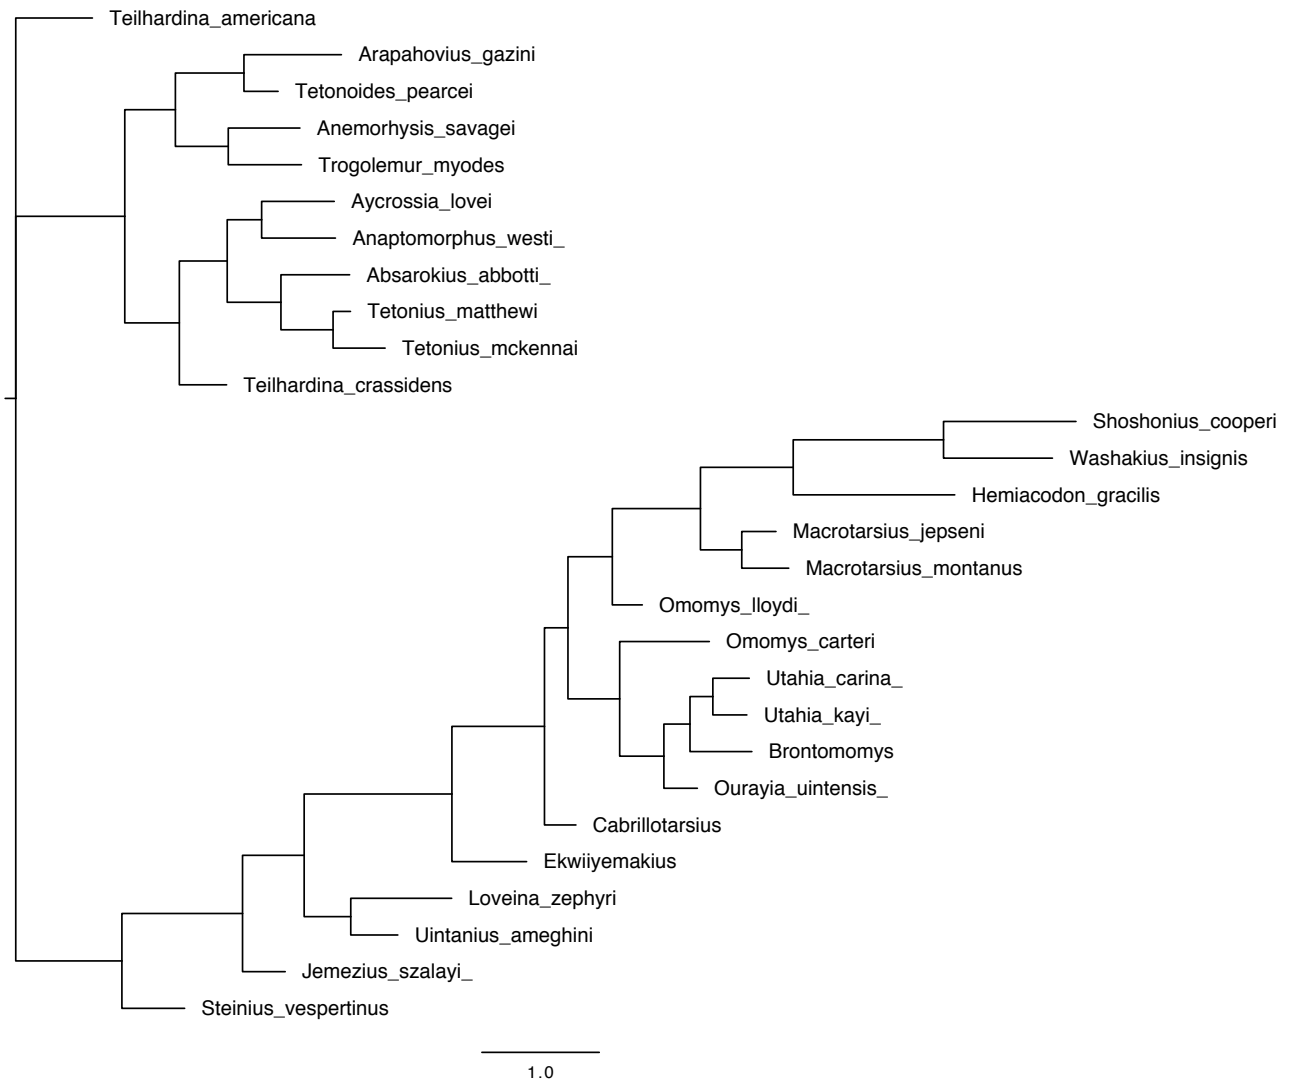 Teilhardina_americana
Arapahovius_gazini
Tetonoides_pearcei
Anemorhysis_savagei
Trogolemur_myodes
Aycrossia_lovei
Anaptomorphus_westi_
Absarokius_abbotti_
Tetonius_matthewi
Tetonius_mckennai
Teilhardina_crassidens
Shoshonius_cooperi
Washakius_insignis
Hemiacodon_gracilis
Macrotarsius_jepseni
Macrotarsius_montanus
Omomys_lloydi_
Omomys_carteri
Utahia_carina_
Utahia_kayi_
Brontomomys
Ourayia_uintensis_
Cabrillotarsius
Ekwiiyemakius
Loveina_zephyri
Uintanius_ameghini
Jemezius_szalayi_
Steinius_vespertinus
1.0